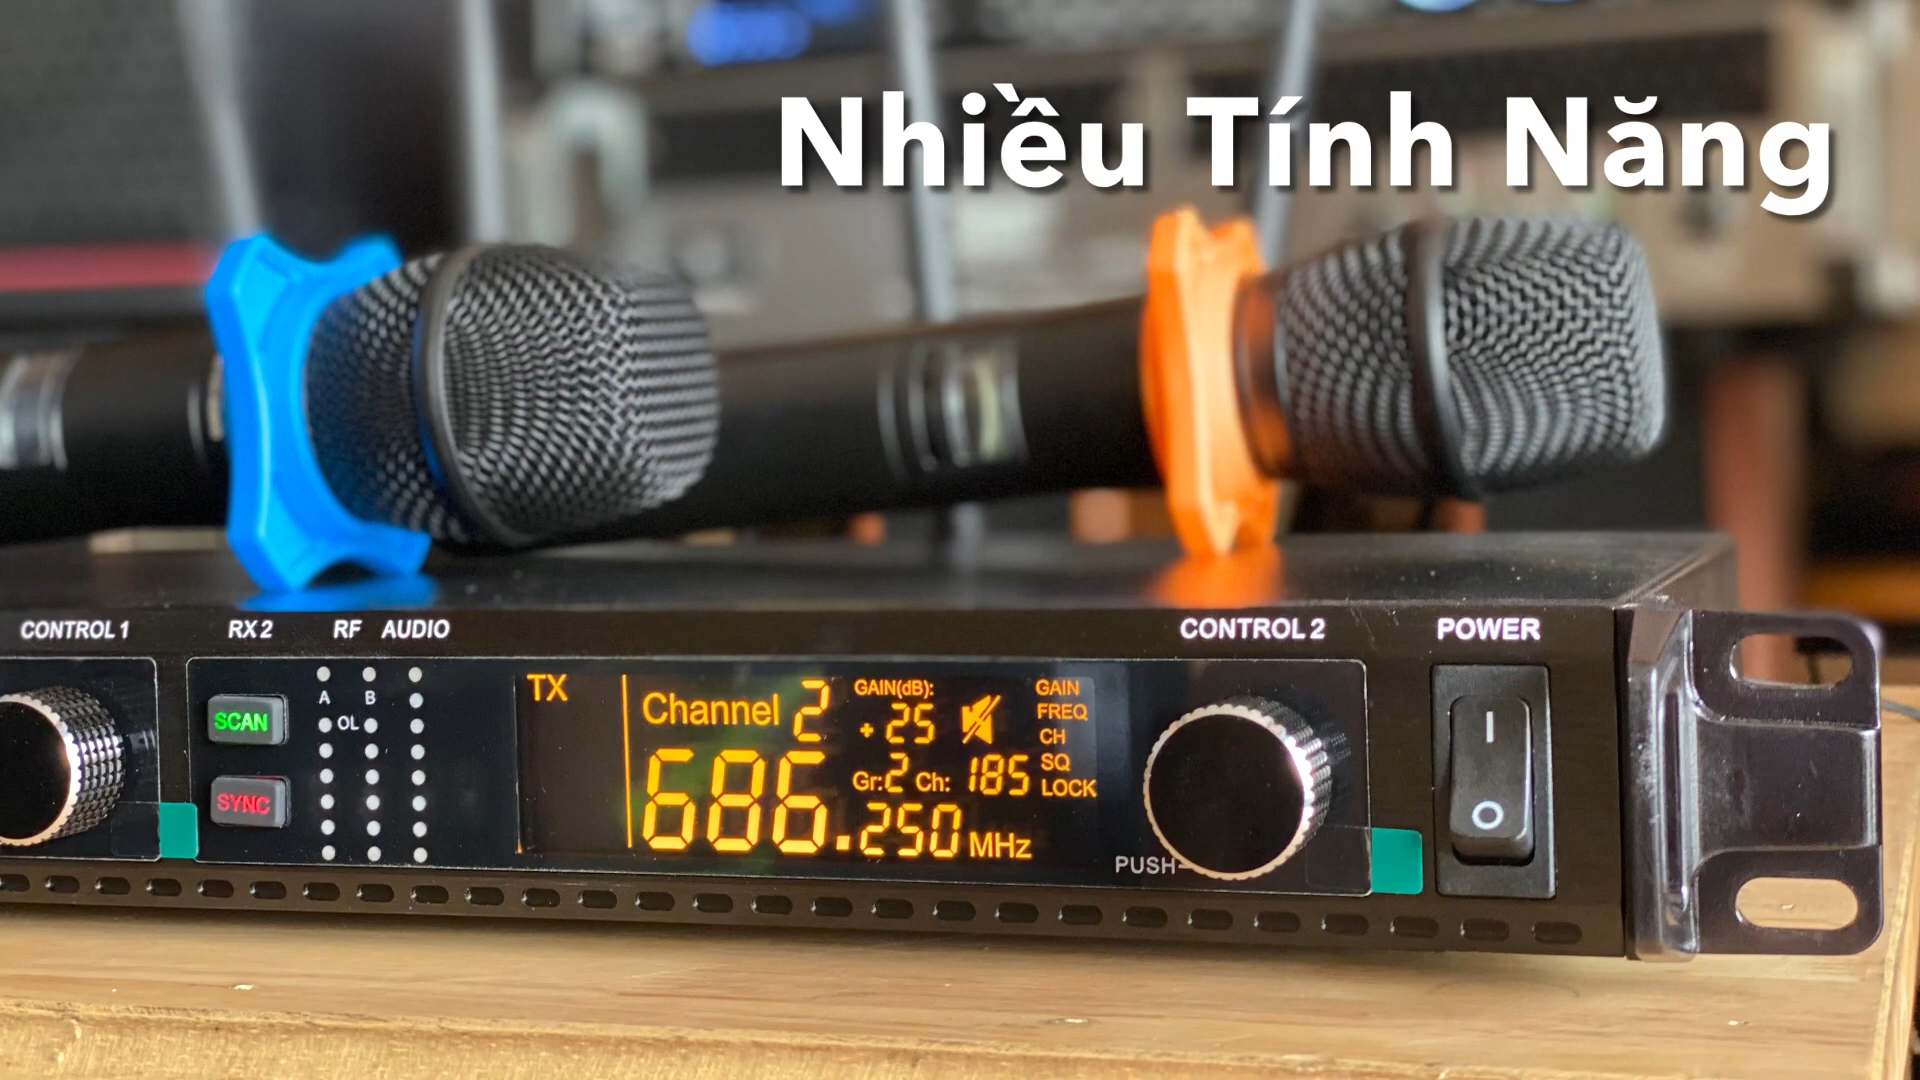 Nhiều Tính Năng
CONTROL 1
RX 2
RF
AUDIO
CONTROL 2
POWER
A
B
OL
SCAN
SYNC
TX
Channel 2
GAIN(dB):
+25
Gr:2 Ch: 185
686.250 MHz
GAIN
FREQ
CH
SQ
LOCK
PUSH
I
O